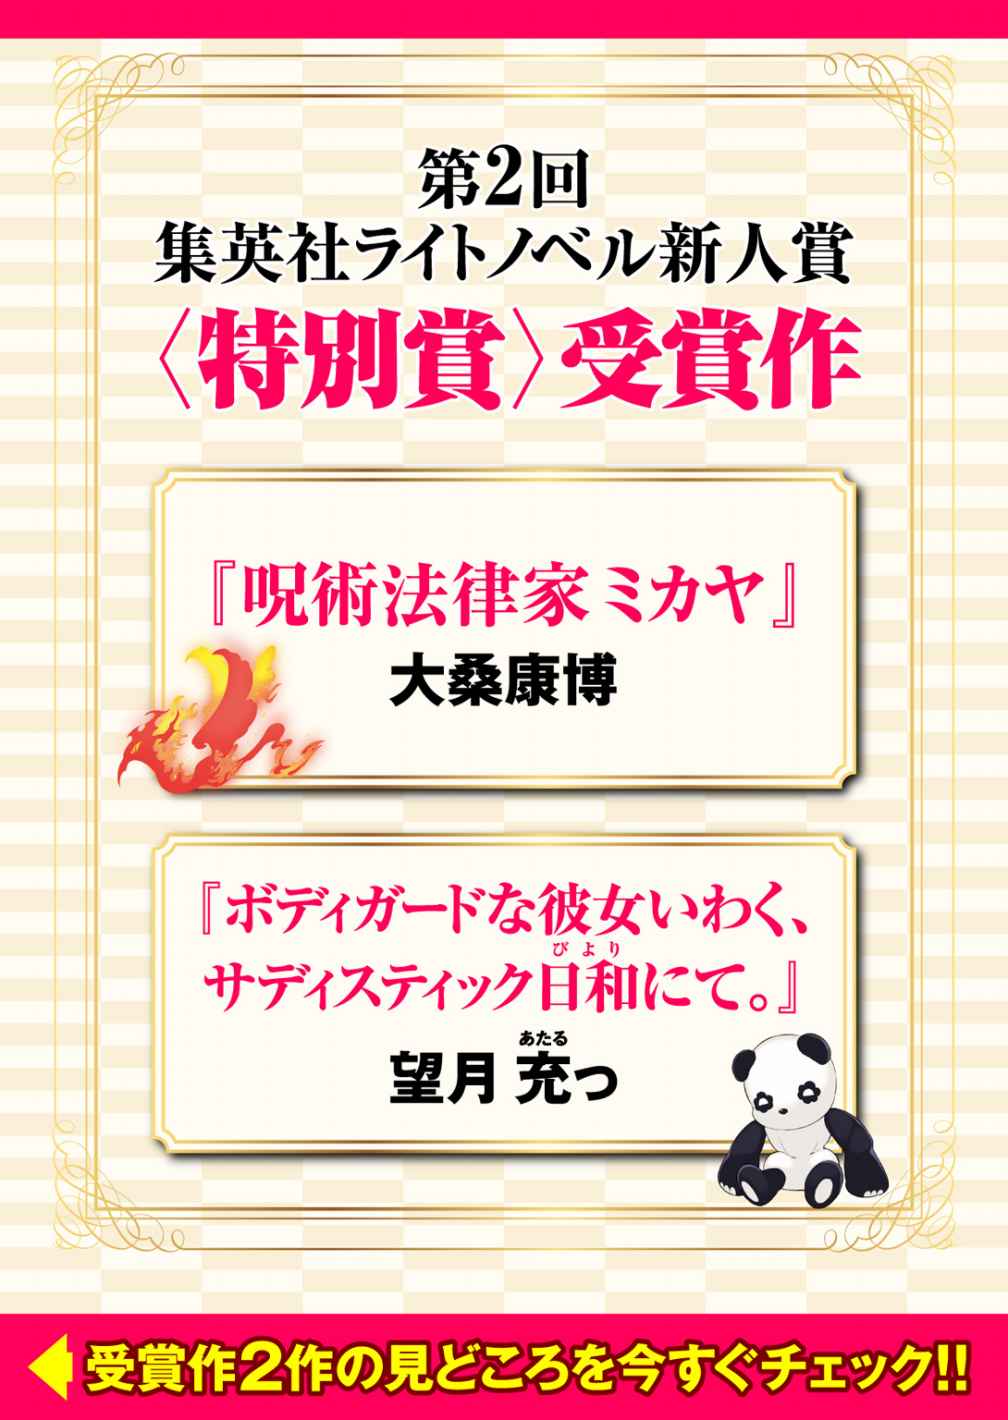 第2回
集英社ライトノベル新人賞
〈特別賞〉受賞作
『呪術法律家ミカヤ』
大桑康博
『ボディガードな彼女いわく、
びより
サディスティック日和にて。』
あたる
望月 充っ
受賞作2作の見どころを今すぐチェック!!